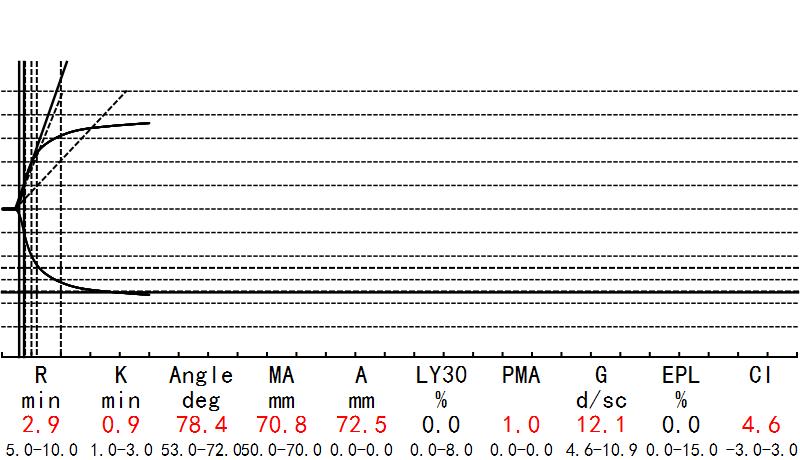 R K Angle MA A LY30 PMA G EPL CI
min min deg mm mm % d/sc %
2.9 0.9 78.4 70.8 72.5 0.0 1.0 12.1 0.0 4.6
5.0-10.0 1.0-3.0 53.0-72.0 50.0-70.0 0.0-0.0 0.0-8.0 0.0-0.0 4.6-10.9 0.0-15.0 -3.0-3.0